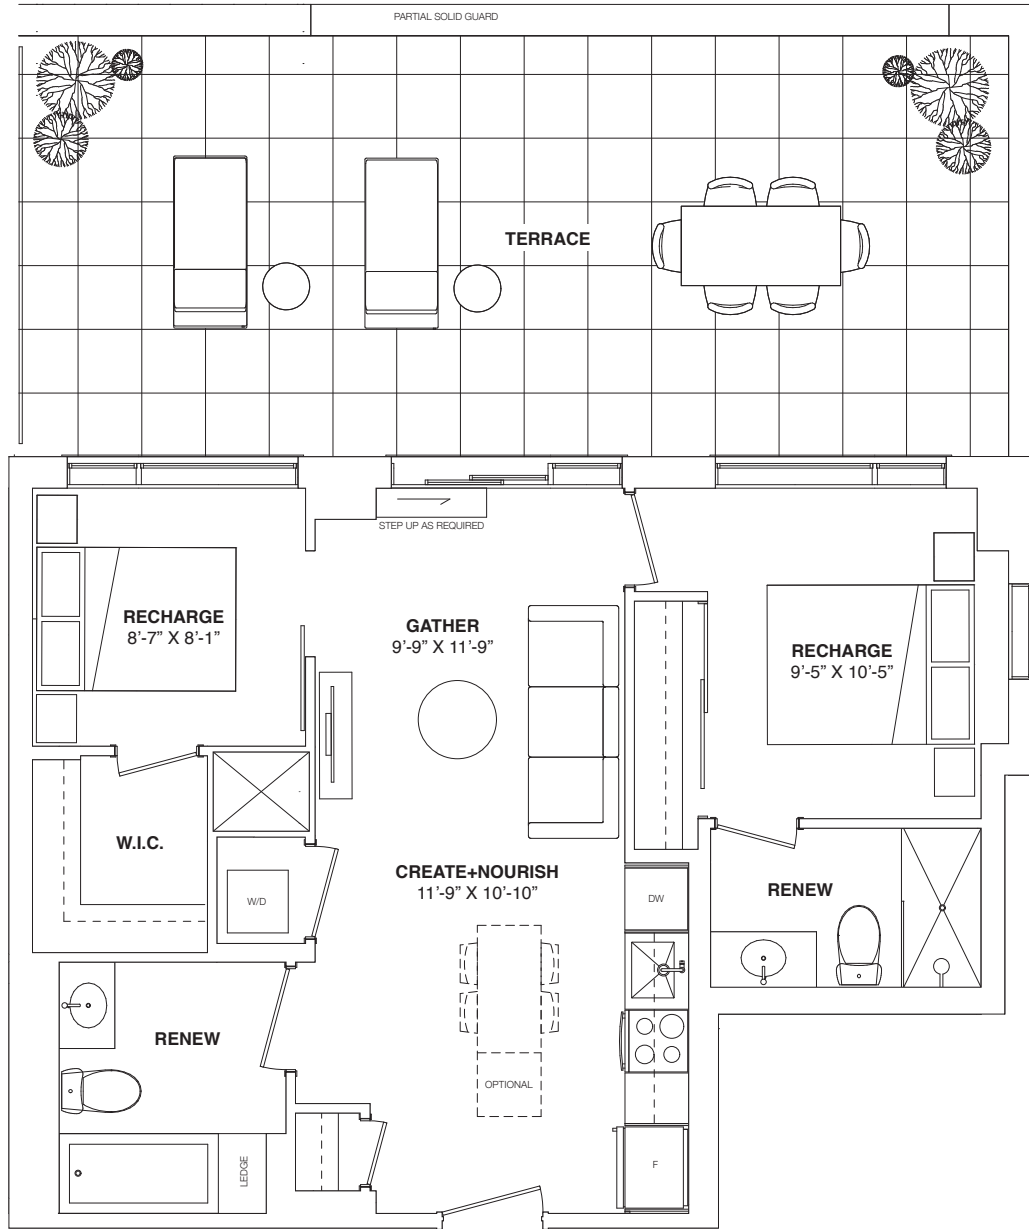 PARTIAL SOLID GUARD
TERRACE
STEP UP AS REQUIRED
RECHARGE
8'-7" X 8'-1"
GATHER
9'-9" X 11'-9"
RECHARGE
9'-5" X 10'-5"
W.I.C.
CREATE+NOURISH
11'-9" X 10'-10"
W/D
DW
RENEW
RENEW
OPTIONAL
LEDGE
F